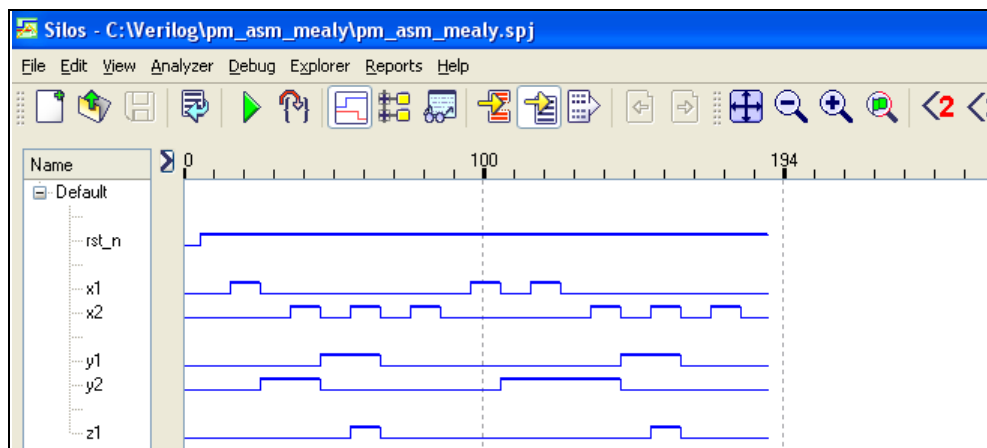 Silos - C:\Verilog\pm_asm_mealy\pm_asm_mealy.spj
File Edit View Analyzer Debug Explorer Reports Help
2
Name 0 100 194
Default
rst_n
x1
x2
y1
y2
z1